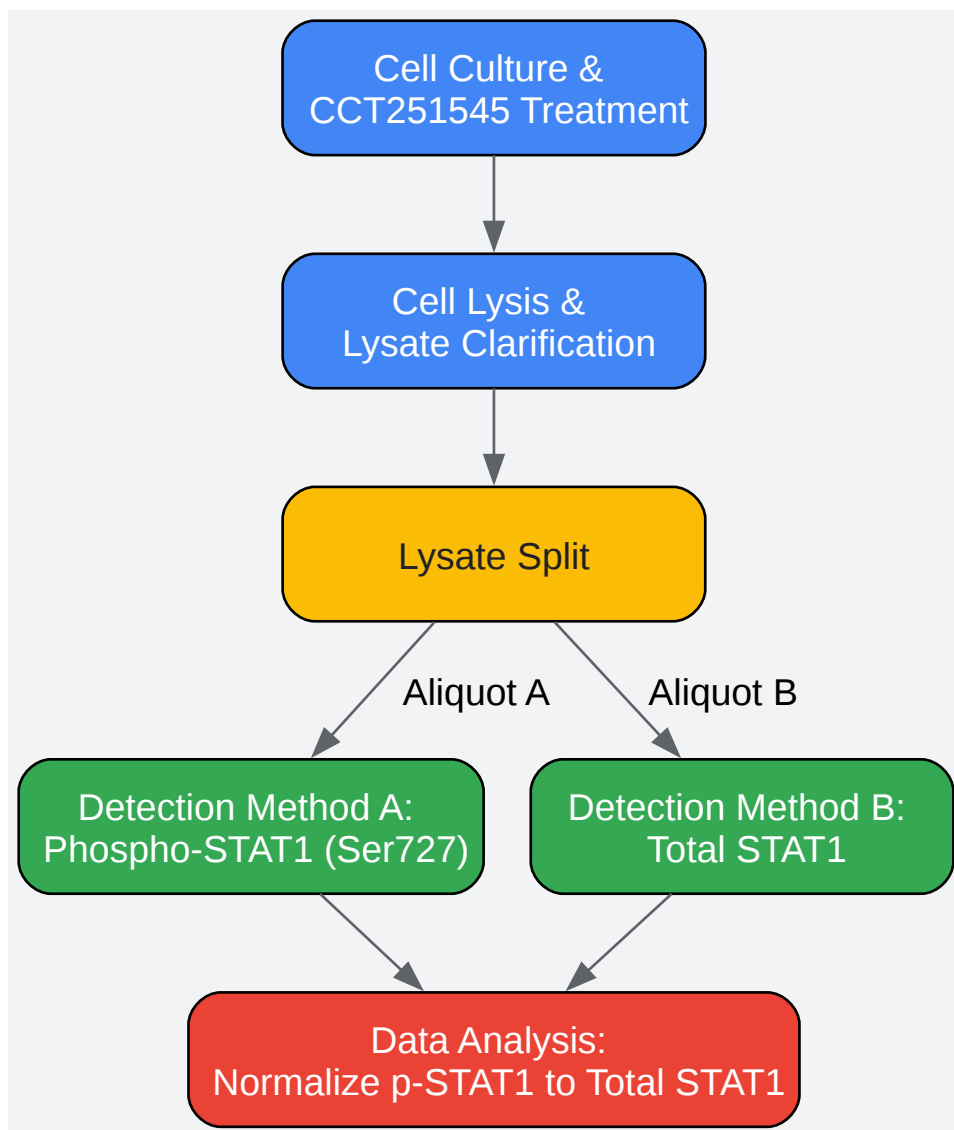 Cell Culture &
CCT251545 Treatment
Cell Lysis &
Lysate Clarification
Lysate Split
Aliquot A
Aliquot B
Detection Method A:
Phospho-STAT1 (Ser727)
Detection Method B:
Total STAT1
Data Analysis:
Normalize p-STAT1 to Total STAT1